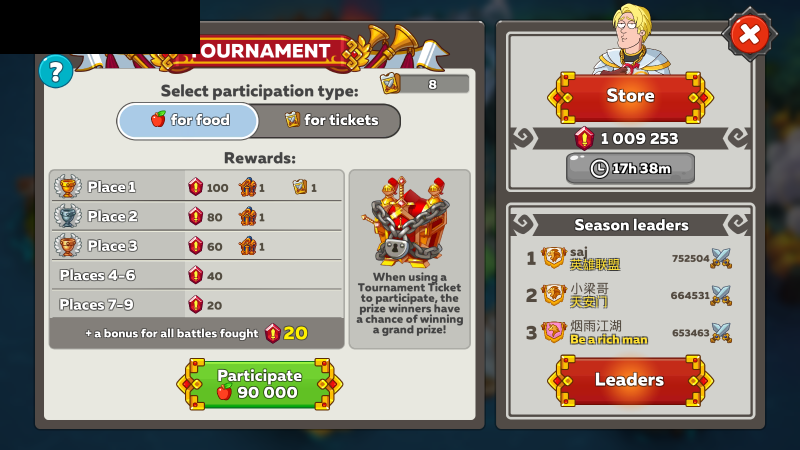 TOURNAMENT
?
Select participation type:
8
for food
for tickets
Rewards:
Place 1
100
1
1
Place 2
80
1
Place 3
60
1
Places 4-6
40
Places 7-9
20
+ a bonus for all battles fought 20
When using a
Tournament Ticket
to participate, the
prize winners have
a chance of winning
a grand prize!
Participate
90 000
Store
1 009 253
17h 38m
Season leaders
1 saj 752504
英雄联盟
2 小梁哥 664531
天安门
3 烟雨江湖 653463
Be a rich man
Leaders